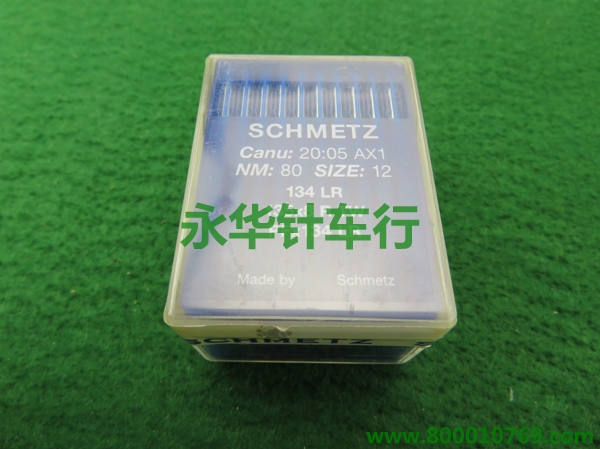 SCHMETZ
Canu: 20:05 AX1
NM: 80 SIZE: 12
134 LR
永华针车行
Made by Schmetz
SCHMETZ
www.800010769.com